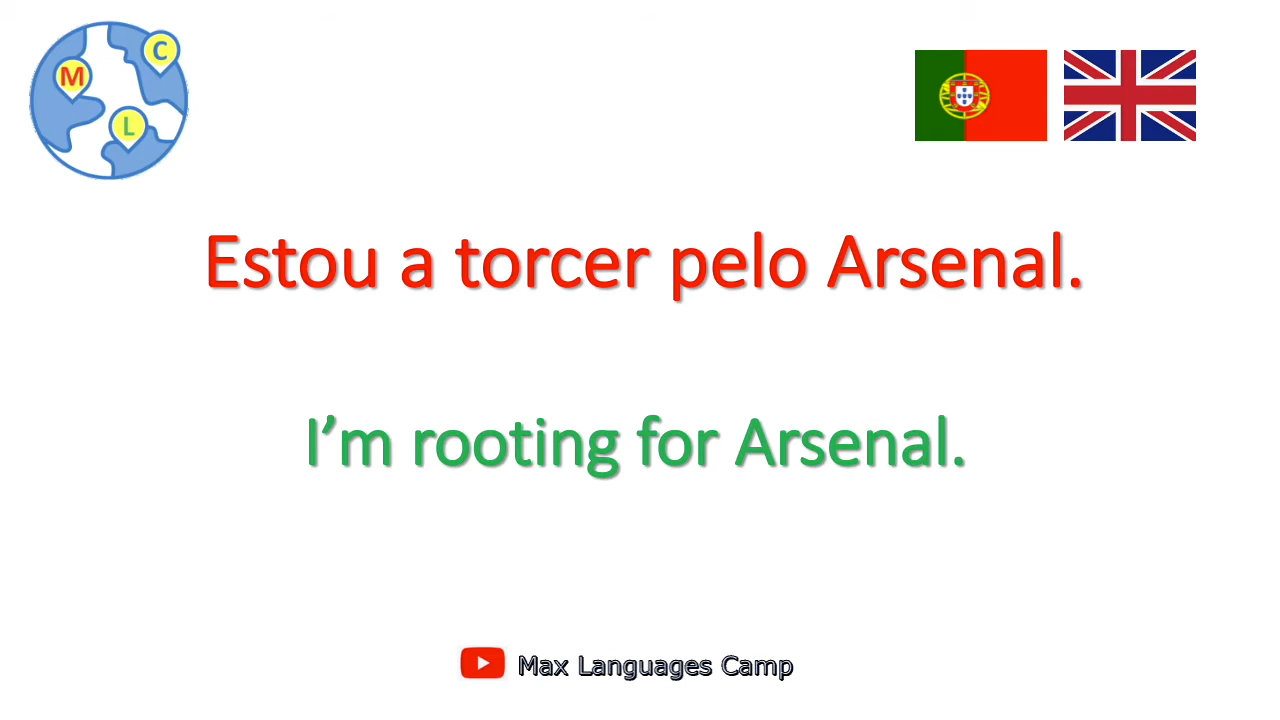 M
C
L
Estou a torcer pelo Arsenal.
I’m rooting for Arsenal.
Max Languages Camp